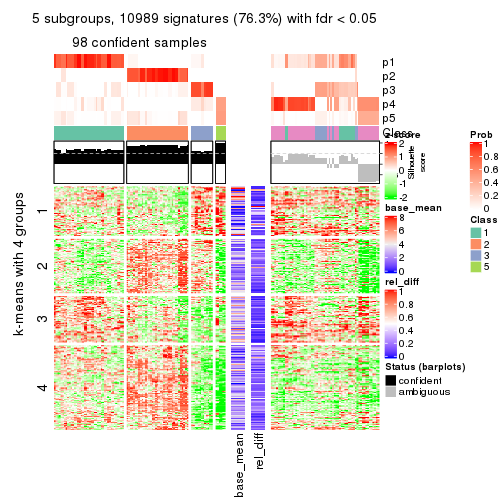 5 subgroups, 10989 signatures (76.3%) with fdr < 0.05
98 confident samples
p1
p2
p3
p4
p5
Class
z-score
2
1
0
-1
-2
Silhouette
score
Prob
1
0.8
0.6
0.4
0.2
0
base_mean
8
6
4
2
0
Class
1
2
3
5
rel_diff
1
0.8
0.6
0.4
0.2
0
Status (barplots)
confident
ambiguous
k-means with 4 groups
1
2
3
4
base_mean
rel_diff